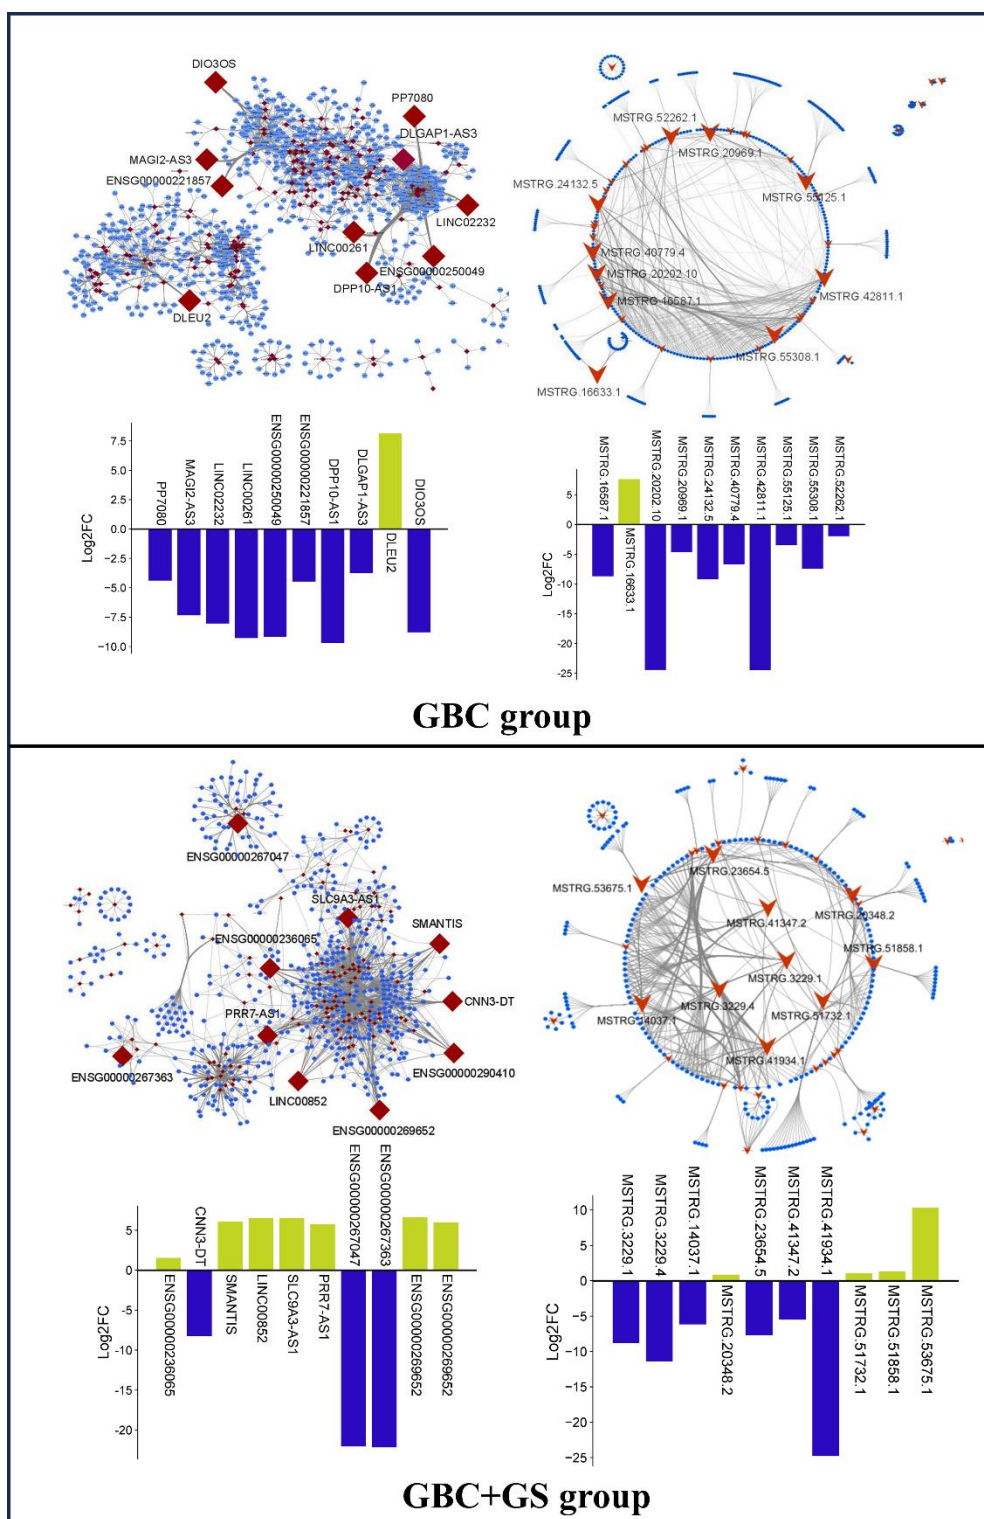 DIO3OS
PP7080
DLGAP1-AS3
MAGI2-AS3
ENSG00000221857
LINC02232
LINC00261
ENSG00000250049
DPP10-AS1
DLEU2
MSTRG.52262.1
MSTRG.20969.1
MSTRG.24132.5
MSTRG.55125.1
MSTRG.40779.4
MSTRG.20202.10
MSTRG.16587.1
MSTRG.42811.1
MSTRG.55308.1
MSTRG.16633.1
Log2FC
7.5
5.0
2.5
0.0
−2.5
−5.0
−7.5
−10.0
PP7080
MAGI2-AS3
LINC02232
LINC00261
ENSG00000250049
ENSG00000221857
DPP10-AS1
DLGAP1-AS3
DLEU2
DIO3OS
Log2FC
5
0
−5
−10
−15
−20
−25
MSTRG.16587.1
MSTRG.16633.1
MSTRG.20202.10
MSTRG.20969.1
MSTRG.24132.5
MSTRG.40779.4
MSTRG.42811.1
MSTRG.55125.1
MSTRG.55308.1
MSTRG.52262.1
GBC group
ENSG00000267047
SLC9A3-AS1
SMANTIS
ENSG00000236065
CNN3-DT
PRR7-AS1
ENSG00000267363
ENSG00000290410
LINC00852
ENSG00000269652
MSTRG.23654.5
MSTRG.53675.1
MSTRG.20348.2
MSTRG.41347.2
MSTRG.51858.1
MSTRG.3229.1
MSTRG.3229.4
MSTRG.51732.1
MSTRG.14037.1
MSTRG.41934.1
Log2FC
5
0
−5
−10
−15
−20
ENSG00000236065
CNN3-DT
SMANTIS
LINC00852
SLC9A3-AS1
PRR7-AS1
ENSG00000267047
ENSG00000267363
ENSG00000269652
ENSG00000269652
Log2FC
10
5
0
−5
−10
−15
−20
−25
MSTRG.3229.1
MSTRG.3229.4
MSTRG.14037.1
MSTRG.20348.2
MSTRG.23654.5
MSTRG.41347.2
MSTRG.41934.1
MSTRG.51732.1
MSTRG.51858.1
MSTRG.53675.1
GBC+GS group